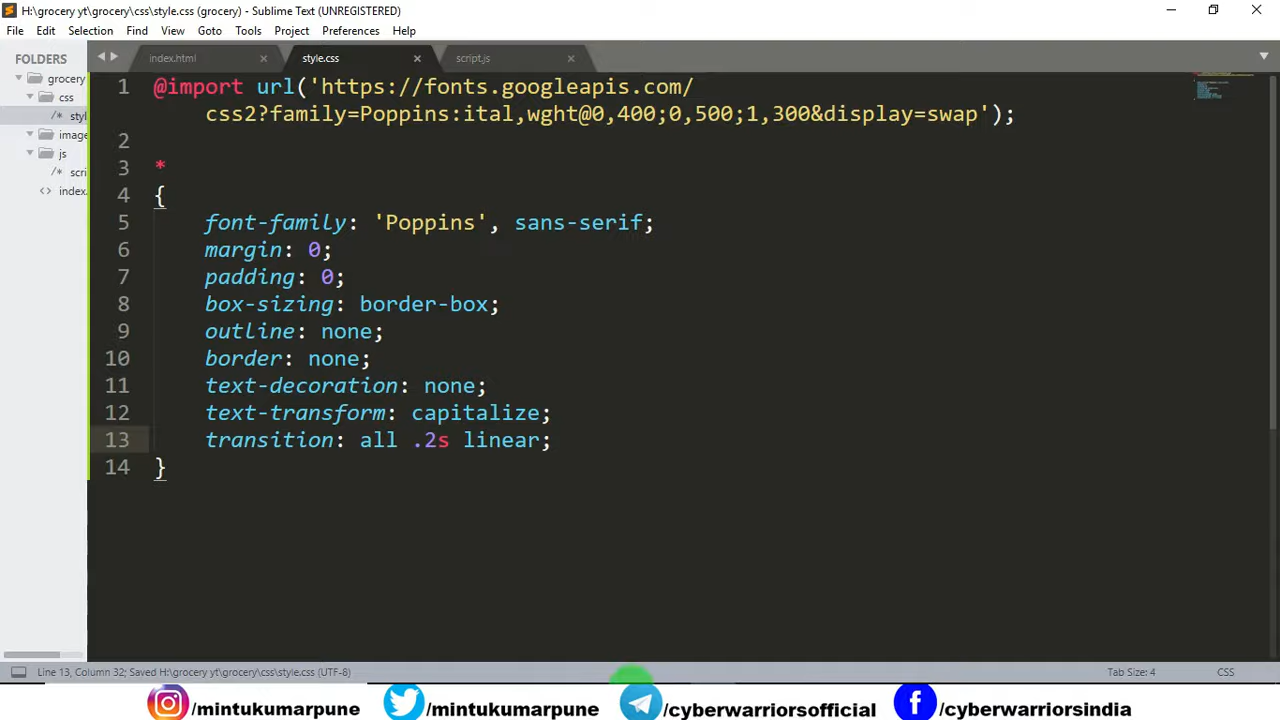 H:\grocery yt\grocery\css\style.css (grocery) - Sublime Text (UNREGISTERED)
File Edit Selection Find View Goto Tools Project Preferences Help
FOLDERS
grocery
css
/* styl
image
js
/* scri
<> index.
index.html × style.css × script.js ×
1 @import url('https://fonts.googleapis.com/
css2?family=Poppins:ital,wght@0,400;0,500;1,300&display=swap');
2
3 *
4 {
5 font-family: 'Poppins', sans-serif;
6 margin: 0;
7 padding: 0;
8 box-sizing: border-box;
9 outline: none;
10 border: none;
11 text-decoration: none;
12 text-transform: capitalize;
13 transition: all .2s linear;
14 }
Line 13, Column 32; Saved H:\grocery yt\grocery\css\style.css (UTF-8) Tab Size: 4 CSS
/mintukumarpune /mintukumarpune /cyberwarriorsofficial /cyberwarriorsindia